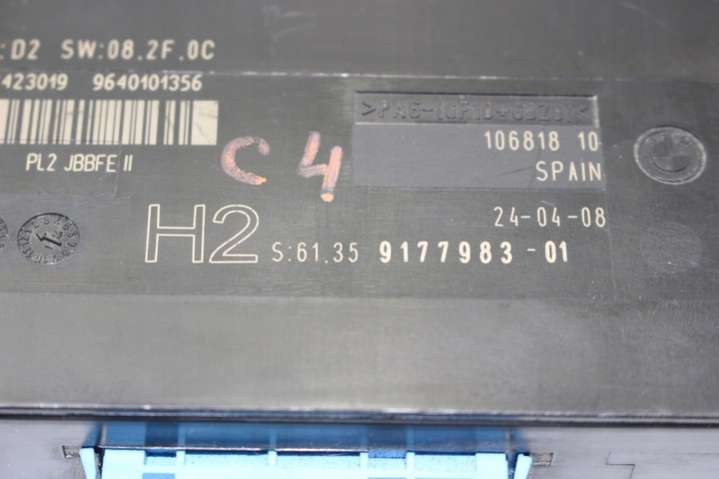 :D2 SW:08.2F.0C
423019 9640101356
PL2 JBBFE II
C4
106818 10
SPAIN
24-04-08
H2 S:61.35 9177983-01